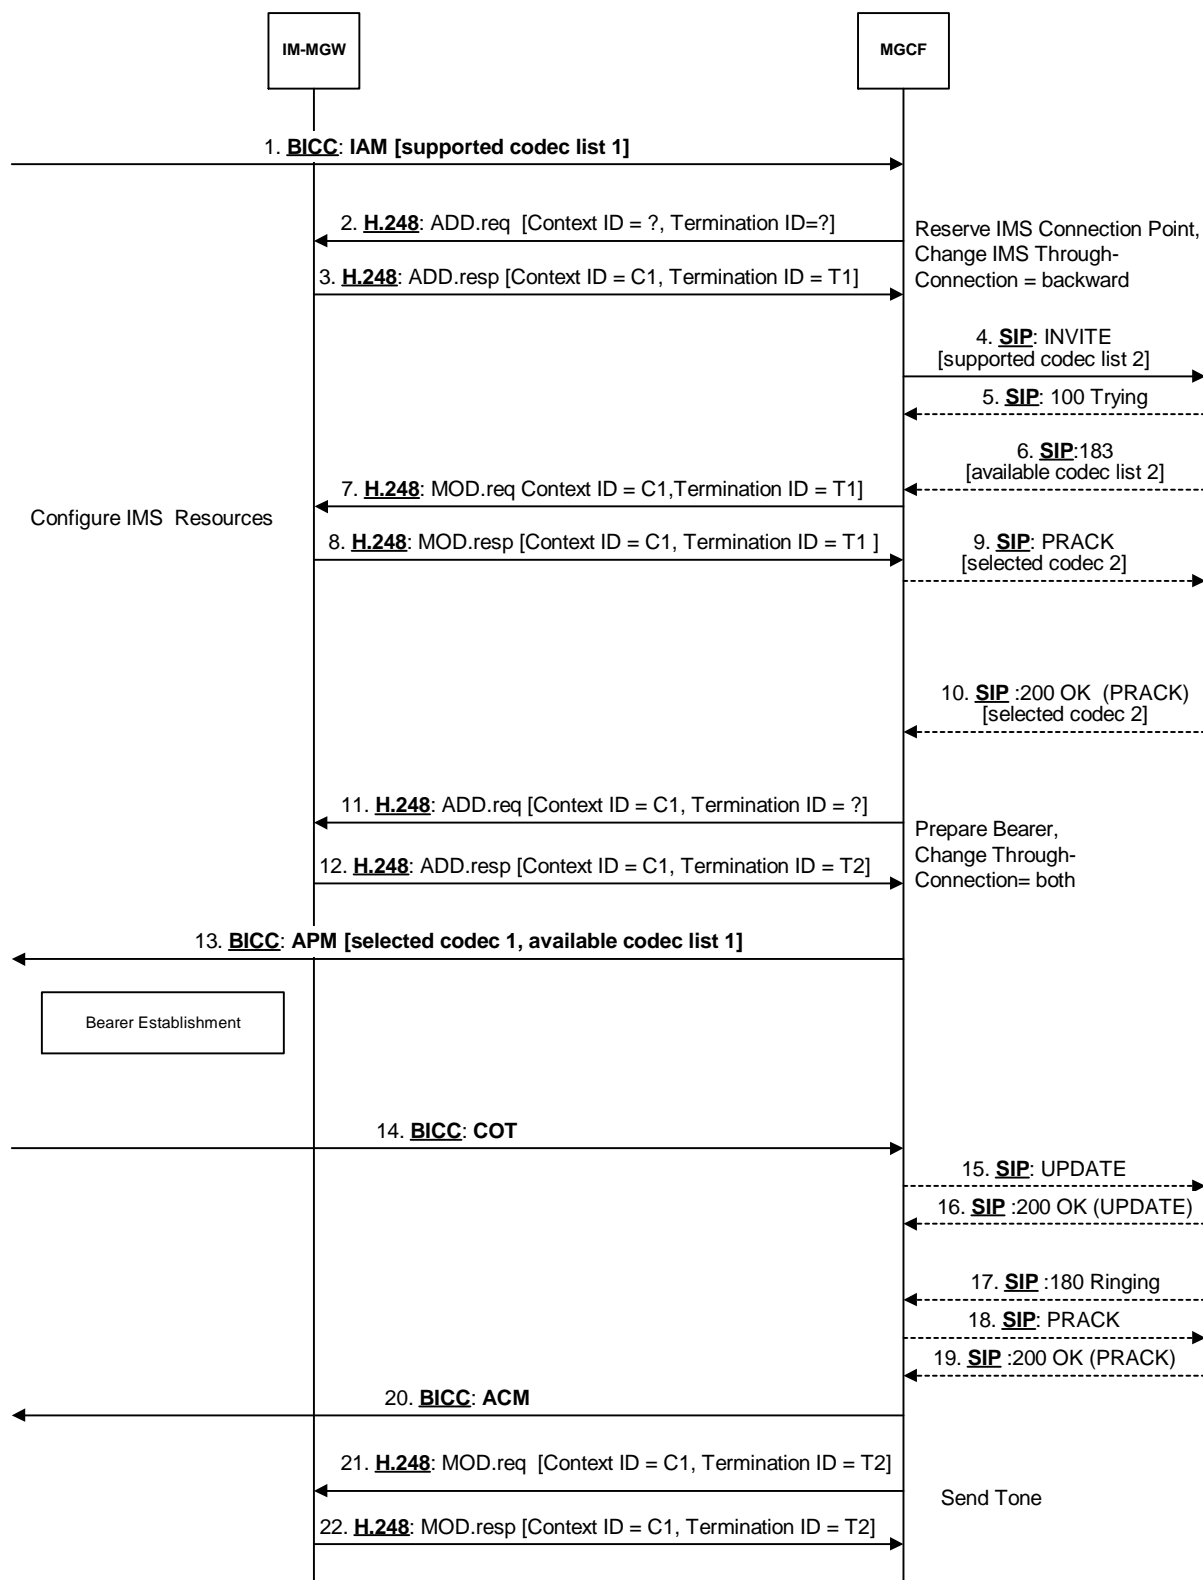 IM-MGW
MGCF
1. BICC: IAM [supported codec list 1]
2. H.248: ADD.req [Context ID = ?, Termination ID=?]
Reserve IMS Connection Point,
Change IMS Through-
Connection = backward
3. H.248: ADD.resp [Context ID = C1, Termination ID = T1]
4. SIP: INVITE
[supported codec list 2]
5. SIP: 100 Trying
6. SIP:183
[available codec list 2]
7. H.248: MOD.req Context ID = C1,Termination ID = T1]
Configure IMS Resources
8. H.248: MOD.resp [Context ID = C1, Termination ID = T1 ]
9. SIP: PRACK
[selected codec 2]
10. SIP :200 OK (PRACK)
[selected codec 2]
11. H.248: ADD.req [Context ID = C1, Termination ID = ?]
Prepare Bearer,
Change Through-
Connection= both
12. H.248: ADD.resp [Context ID = C1, Termination ID = T2]
13. BICC: APM [selected codec 1, available codec list 1]
Bearer Establishment
14. BICC: COT
15. SIP: UPDATE
16. SIP :200 OK (UPDATE)
17. SIP :180 Ringing
18. SIP: PRACK
19. SIP :200 OK (PRACK)
20. BICC: ACM
21. H.248: MOD.req [Context ID = C1, Termination ID = T2]
Send Tone
22. H.248: MOD.resp [Context ID = C1, Termination ID = T2]